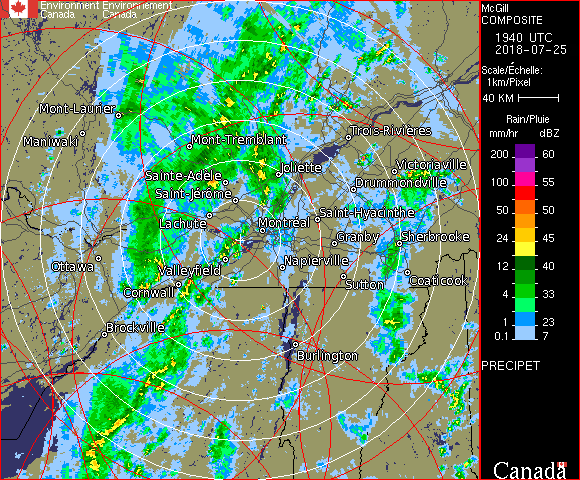 Environment Environnement
Canada Canada
Mont-Laurier
Maniwaki
Mont-Tremblant
Trois-Rivières
Sainte-Adèle
Joliette
Victoriaville
Saint-Jérome
Drummondville
Lachute
Montréal
Saint-Hyacinthe
Granby
Sherbrooke
Ottawa
Valleyfield
Napierville
Sutton
Coaticook
Cornwall
Brockville
Burlington
McGill
COMPOSITE
1940 UTC
2018-07-25
Scale/Échelle:
1km/Pixel
40 KM
Rain/Pluie
mm/hr dBZ
200 60
100 55
50 50
24 45
12 40
4 33
1 23
0.1 7
PRECIPET
Canada